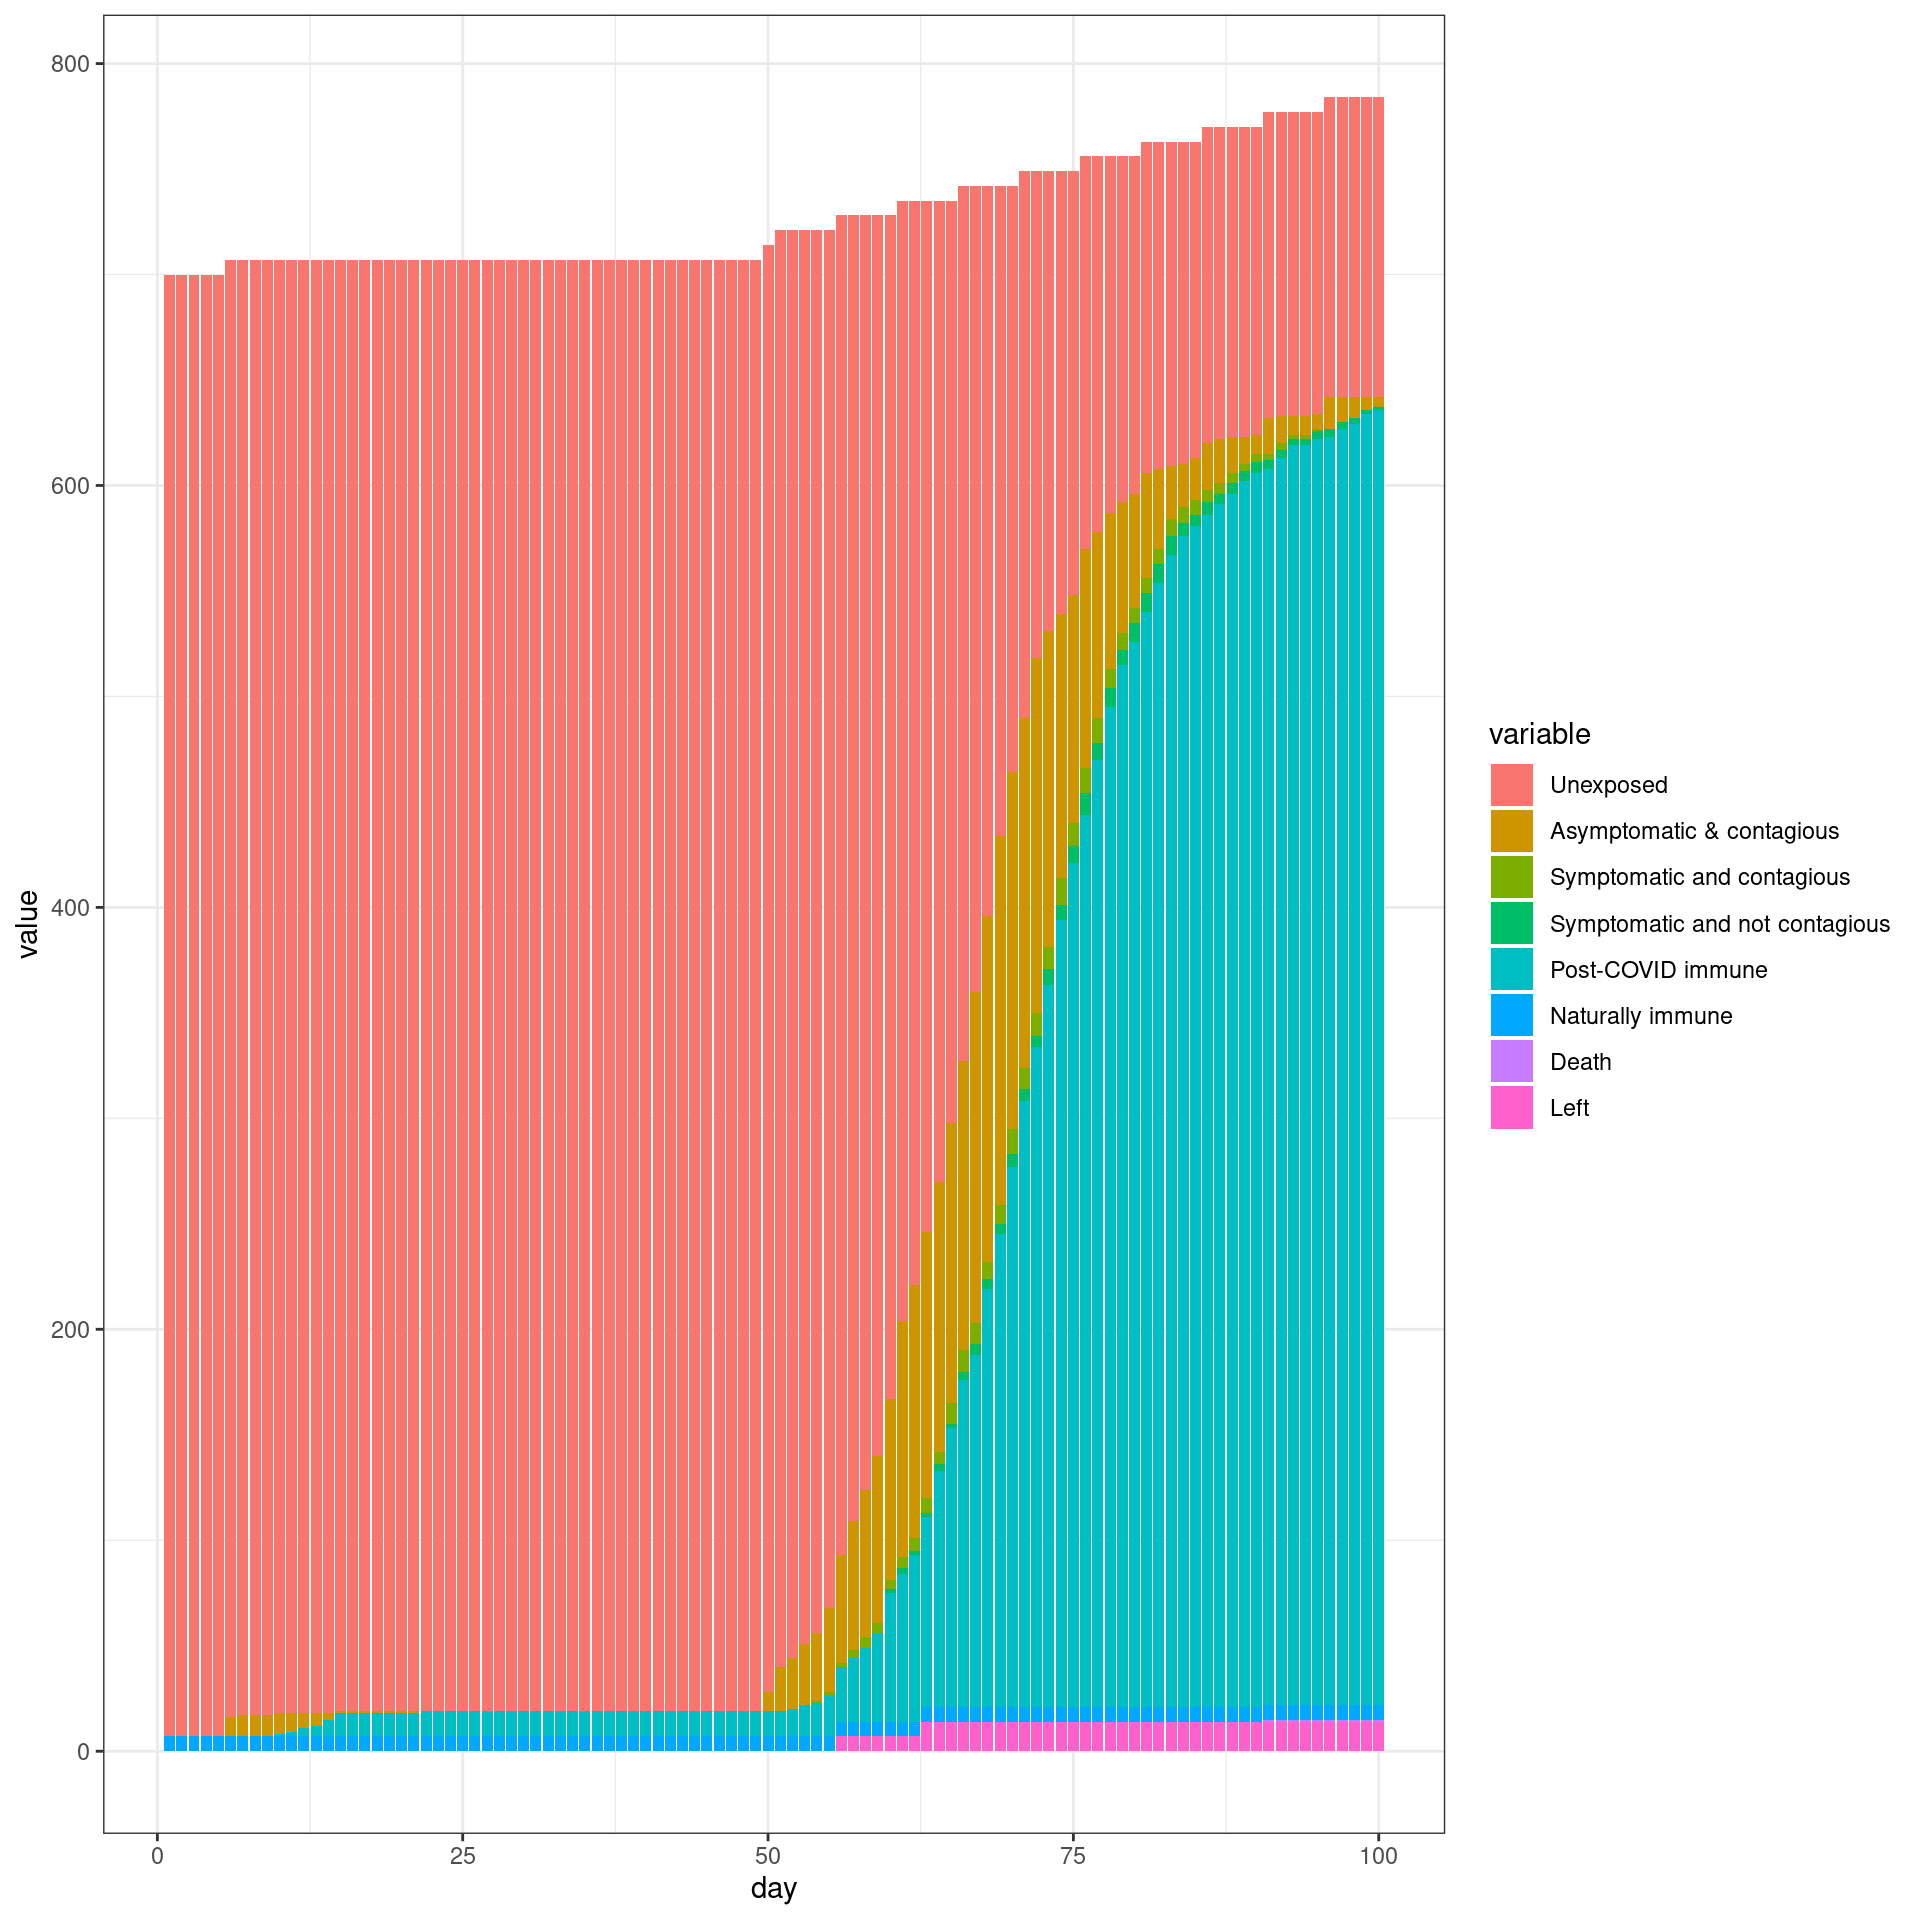 800
600
400
200
0
value
0 25 50 75 100
day
variable
Unexposed
Asymptomatic & contagious
Symptomatic and contagious
Symptomatic and not contagious
Post-COVID immune
Naturally immune
Death
Left